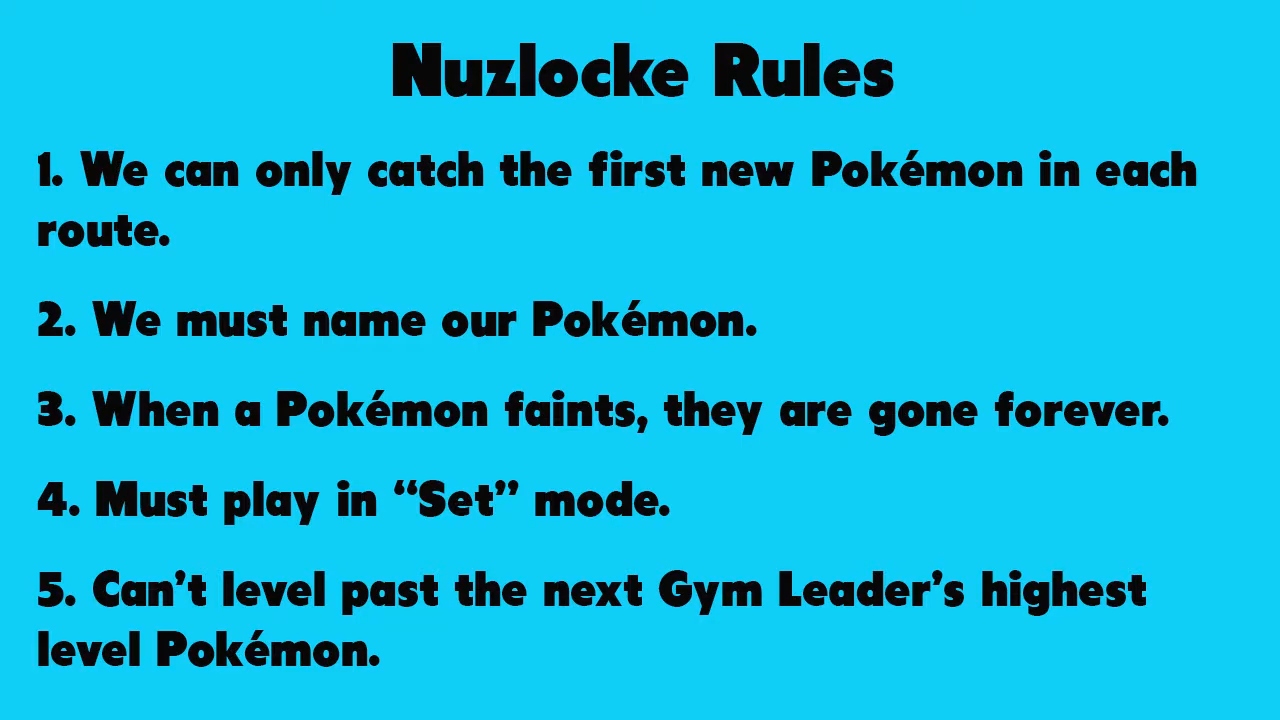 Nuzlocke Rules
1. We can only catch the first new Pokémon in each
route.
2. We must name our Pokémon.
3. When a Pokémon faints, they are gone forever.
4. Must play in “Set” mode.
5. Can’t level past the next Gym Leader’s highest
level Pokémon.